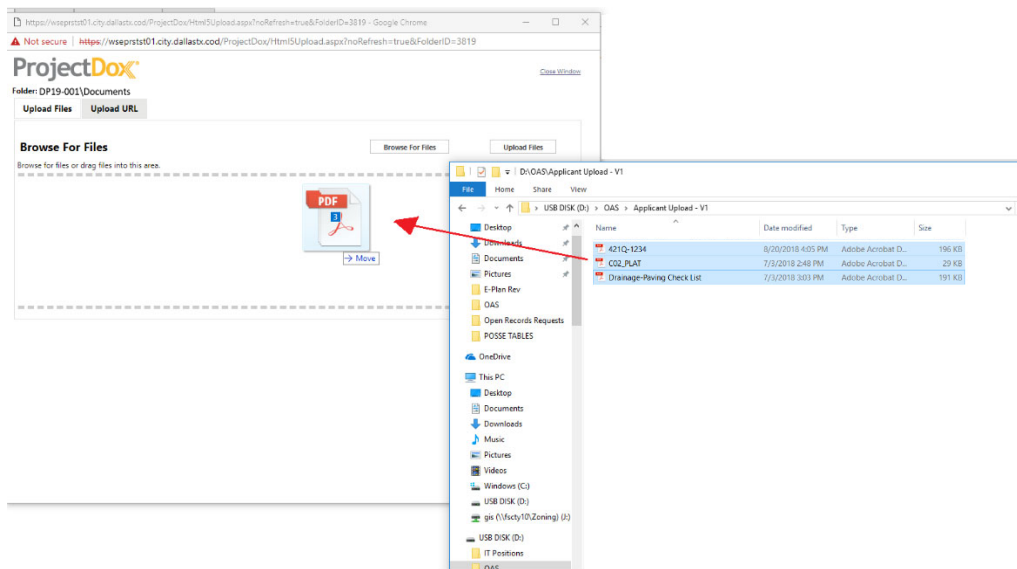 https://wseprstst01.city.dallastx.cod/ProjectDox/Html5Upload.aspx?noRefresh=true&FolderID=3819 - Google Chrome
Not secure | https://wseprstst01.city.dallastx.cod/ProjectDox/Html5Upload.aspx?noRefresh=true&FolderID=3819
ProjectDox
Close Window
Folder: DP19-001\Documents
Upload Files Upload URL
Browse For Files
Browse For Files Upload Files
Browse for files or drag files into this area.
PDF
3
Move
D:\OAS\Applicant Upload - V1
File Home Share View
USB DISK (D:) > OAS > Applicant Upload - V1
Name Date modified Type Size
421Q-1234 8/20/2018 4:05 PM Adobe Acrobat D... 196 KB
C02_PLAT 7/3/2018 2:48 PM Adobe Acrobat D... 29 KB
Drainage-Paving Check List 7/3/2018 3:03 PM Adobe Acrobat D... 191 KB
Desktop
Downloads
Documents
Pictures
E-Plan Rev
OAS
Open Records Requests
POSSE TABLES
OneDrive
This PC
Desktop
Documents
Downloads
Music
Pictures
Videos
Windows (C:)
USB DISK (D:)
gis (\\fscty10\Zoning) (J:)
USB DISK (D:)
IT Positions
OAS